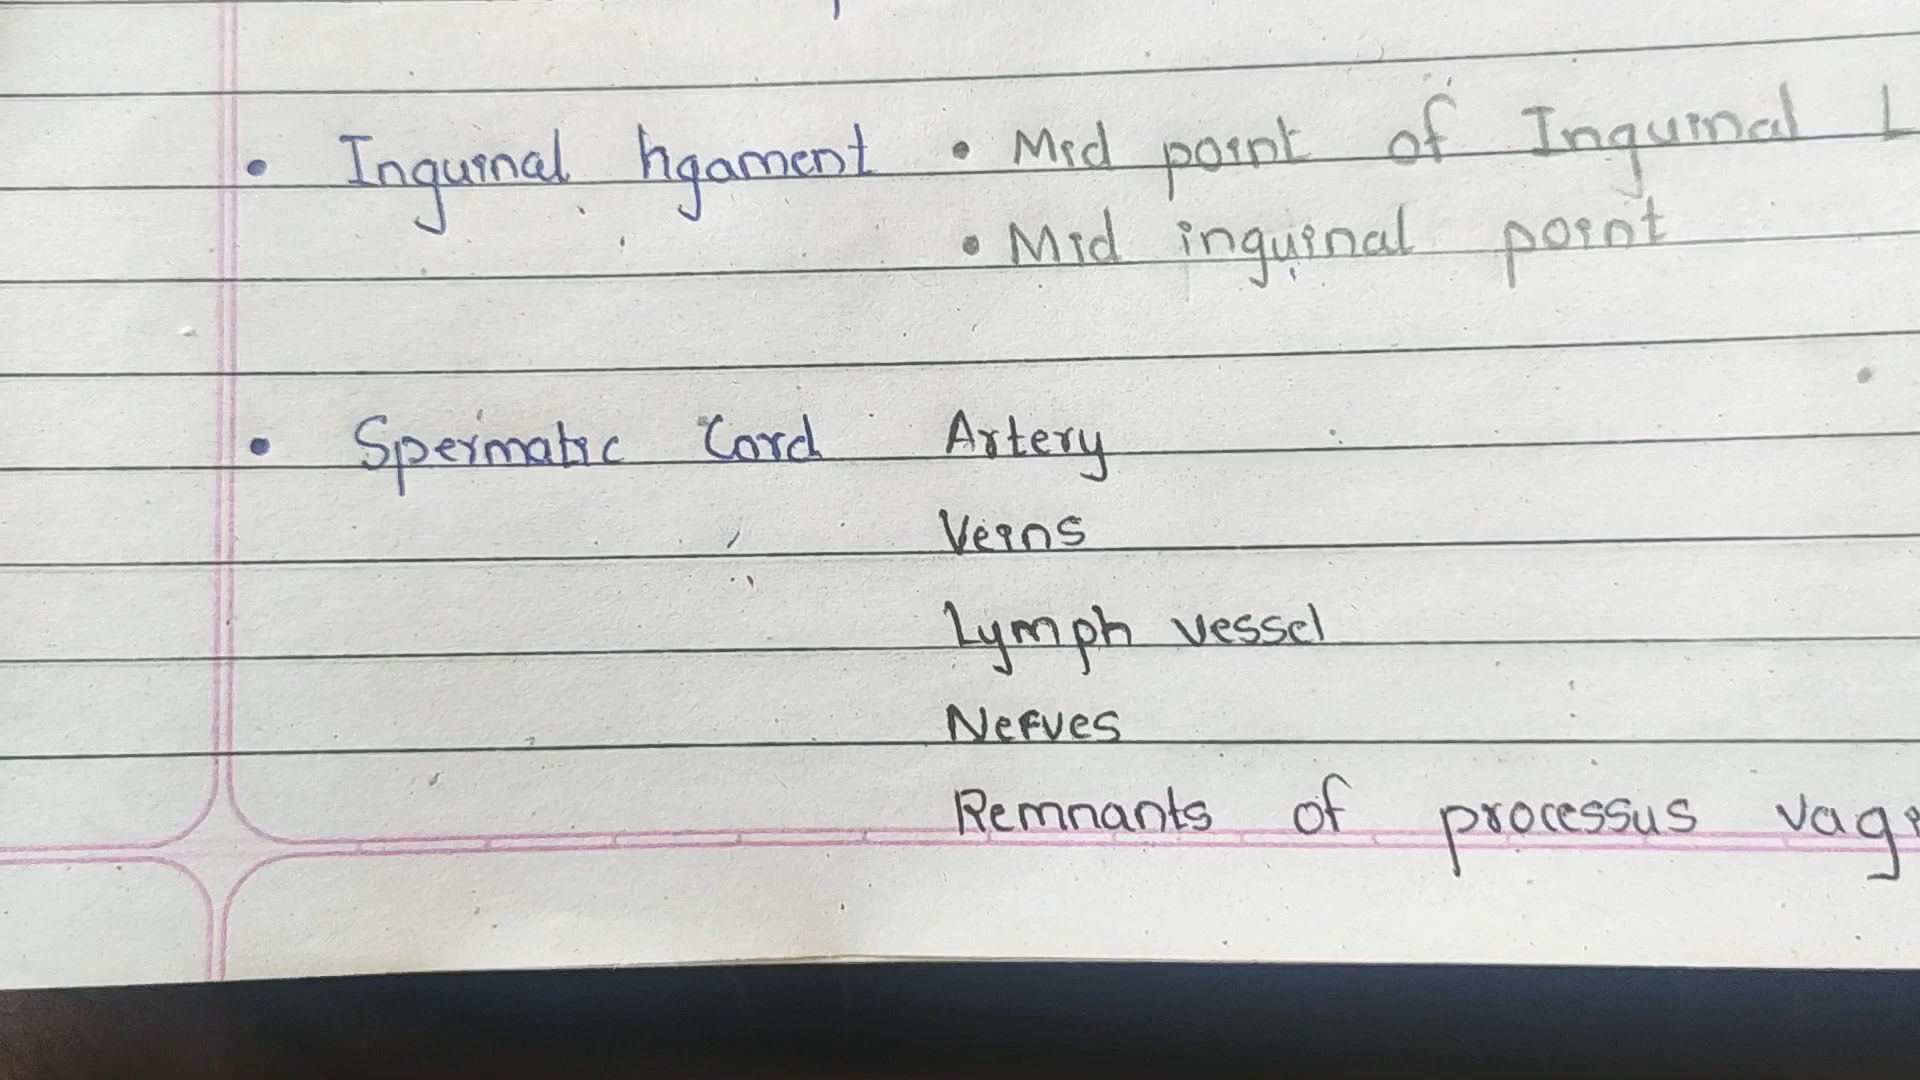 • Inguinal ligament • Mid point of Inguinal L
• Mid inguinal point
• Spermatic Cord Artery
Veins
Lymph vessel
Nerves
Remnants of processus vagi